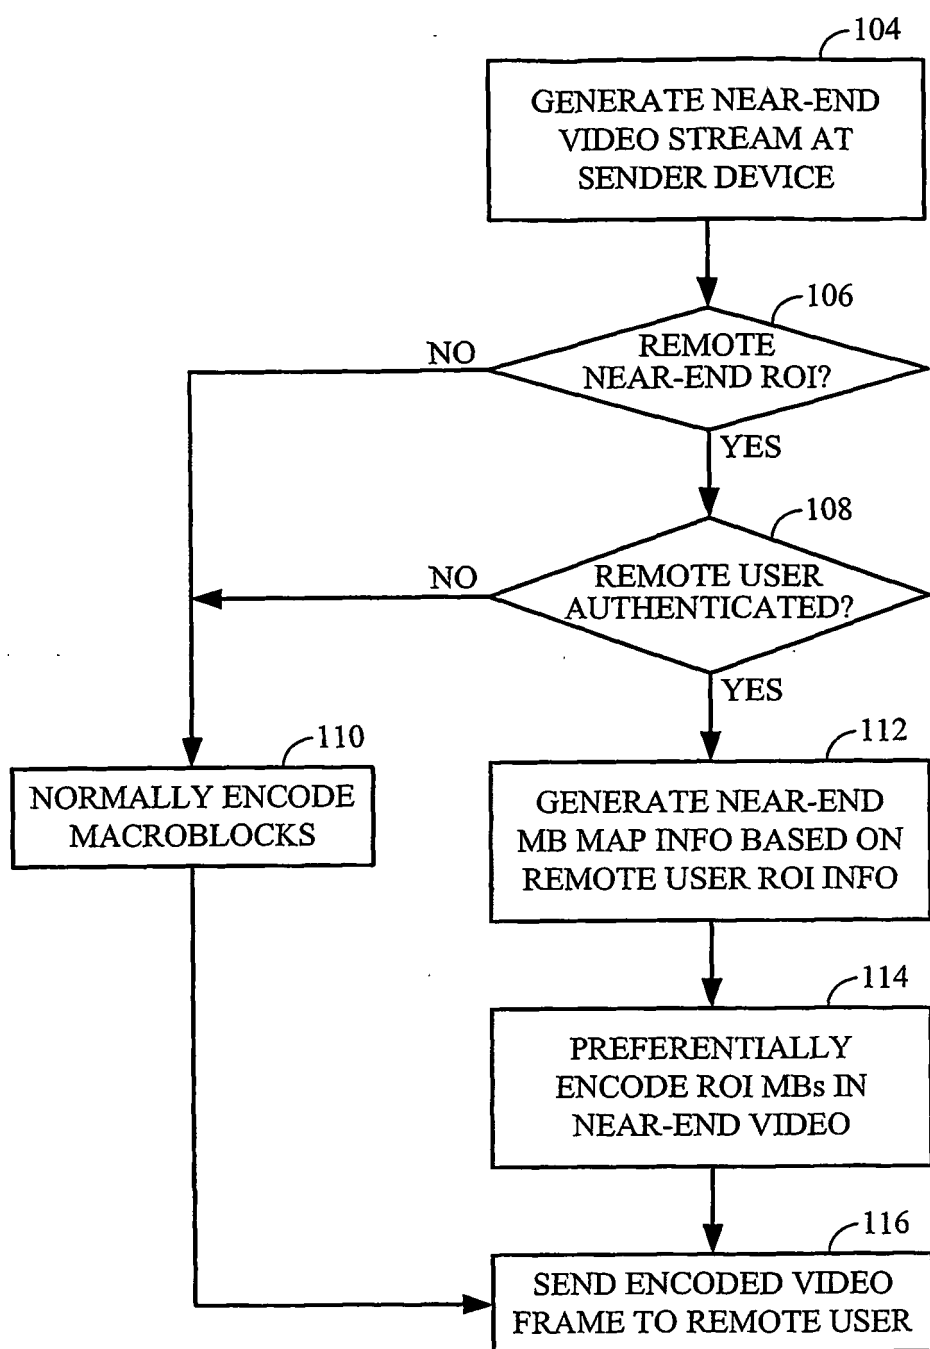 104
GENERATE NEAR-END
VIDEO STREAM AT
SENDER DEVICE
106
REMOTE
NEAR-END ROI?
NO
YES
108
REMOTE USER
AUTHENTICATED?
NO
YES
110
NORMALLY ENCODE
MACROBLOCKS
112
GENERATE NEAR-END
MB MAP INFO BASED ON
REMOTE USER ROI INFO
114
PREFERENTIALLY
ENCODE ROI MBs IN
NEAR-END VIDEO
116
SEND ENCODED VIDEO
FRAME TO REMOTE USER